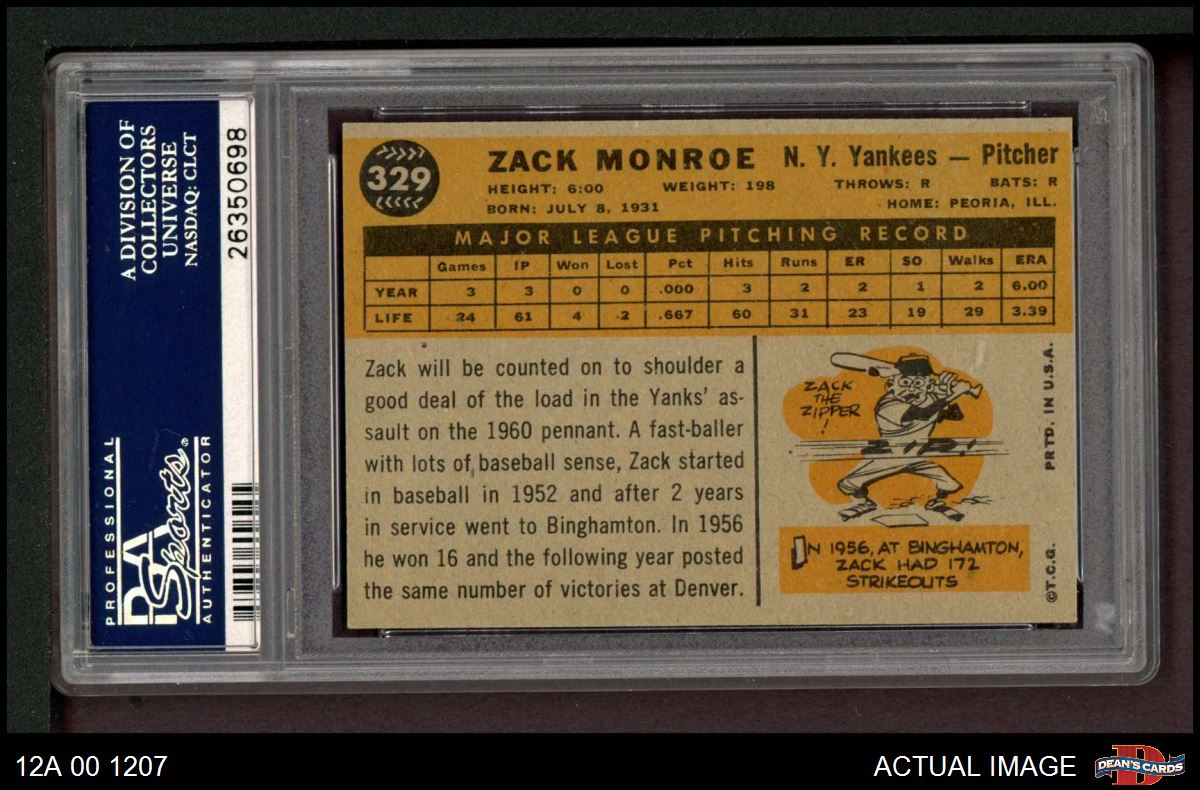 A DIVISION OF
COLLECTORS
UNIVERSE
NASDAQ: CLCT
26350698
PROFESSIONAL
PSA
Sports®
AUTHENTICATOR
329
ZACK MONROE N. Y. Yankees — Pitcher
HEIGHT: 6:00 WEIGHT: 198 THROWS: R BATS: R
BORN: JULY 8, 1931 HOME: PEORIA, ILL.
MAJOR LEAGUE PITCHING RECORD
Games IP Won Lost Pct Hits Runs ER SO Walks ERA
YEAR 3 3 0 0 .000 3 2 2 1 2 6.00
LIFE 24 61 4 2 .667 60 31 23 19 29 3.39
Zack will be counted on to shoulder a
good deal of the load in the Yanks' as-
sault on the 1960 pennant. A fast-baller
with lots of baseball sense, Zack started
in baseball in 1952 and after 2 years
in service went to Binghamton. In 1956
he won 16 and the following year posted
the same number of victories at Denver.
ZACK
THE
ZIPPER
!
ZIP!
IN 1956, AT BINGHAMTON,
ZACK HAD 172
STRIKEOUTS
PRTD. IN U.S.A.
©T.C.G.
12A 00 1207
ACTUAL IMAGE
DEAN'S CARDS